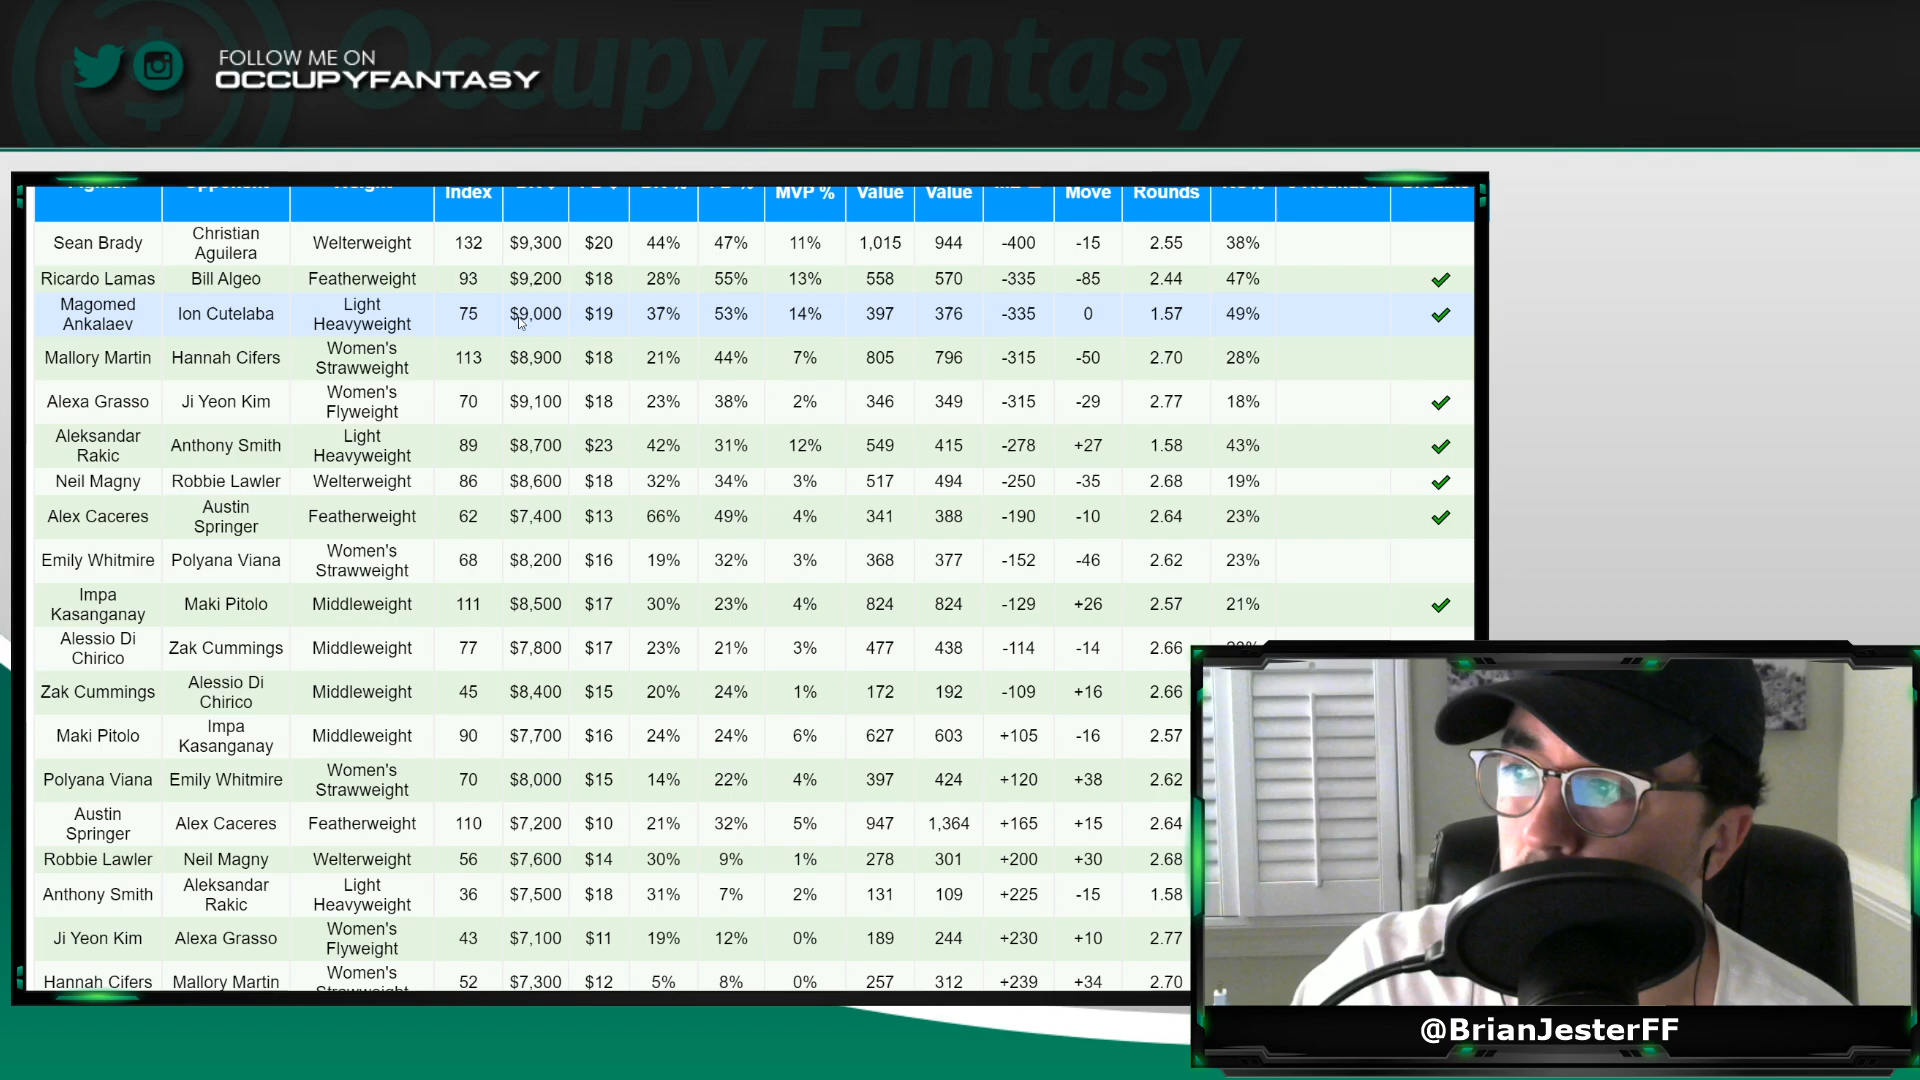 Occupy Fantasy
FOLLOW ME ON
OCCUPYFANTASY
Index MVP % Value Value Move Rounds
Sean Brady Christian Aguilera Welterweight 132 $9,300 $20 44% 47% 11% 1,015 944 -400 -15 2.55 38%
Ricardo Lamas Bill Algeo Featherweight 93 $9,200 $18 28% 55% 13% 558 570 -335 -85 2.44 47% ✔
Magomed Ankalaev Ion Cutelaba Light Heavyweight 75 $9,000 $19 37% 53% 14% 397 376 -335 0 1.57 49% ✔
Mallory Martin Hannah Cifers Women's Strawweight 113 $8,900 $18 21% 44% 7% 805 796 -315 -50 2.70 28%
Alexa Grasso Ji Yeon Kim Women's Flyweight 70 $9,100 $18 23% 38% 2% 346 349 -315 -29 2.77 18% ✔
Aleksandar Rakic Anthony Smith Light Heavyweight 89 $8,700 $23 42% 31% 12% 549 415 -278 +27 1.58 43% ✔
Neil Magny Robbie Lawler Welterweight 86 $8,600 $18 32% 34% 3% 517 494 -250 -35 2.68 19% ✔
Alex Caceres Austin Springer Featherweight 62 $7,400 $13 66% 49% 4% 341 388 -190 -10 2.64 23% ✔
Emily Whitmire Polyana Viana Women's Strawweight 68 $8,200 $16 19% 32% 3% 368 377 -152 -46 2.62 23%
Impa Kasanganay Maki Pitolo Middleweight 111 $8,500 $17 30% 23% 4% 824 824 -129 +26 2.57 21% ✔
Alessio Di Chirico Zak Cummings Middleweight 77 $7,800 $17 23% 21% 3% 477 438 -114 -14 2.66
Zak Cummings Alessio Di Chirico Middleweight 45 $8,400 $15 20% 24% 1% 172 192 -109 +16 2.66
Maki Pitolo Impa Kasanganay Middleweight 90 $7,700 $16 24% 24% 6% 627 603 +105 -16 2.57
Polyana Viana Emily Whitmire Women's Strawweight 70 $8,000 $15 14% 22% 4% 397 424 +120 +38 2.62
Austin Springer Alex Caceres Featherweight 110 $7,200 $10 21% 32% 5% 947 1,364 +165 +15 2.64
Robbie Lawler Neil Magny Welterweight 56 $7,600 $14 30% 9% 1% 278 301 +200 +30 2.68
Anthony Smith Aleksandar Rakic Light Heavyweight 36 $7,500 $18 31% 7% 2% 131 109 +225 -15 1.58
Ji Yeon Kim Alexa Grasso Women's Flyweight 43 $7,100 $11 19% 12% 0% 189 244 +230 +10 2.77
Hannah Cifers Mallory Martin Women's 52 $7,300 $12 5% 8% 0% 257 312 +239 +34 2.70
@BrianJesterFF